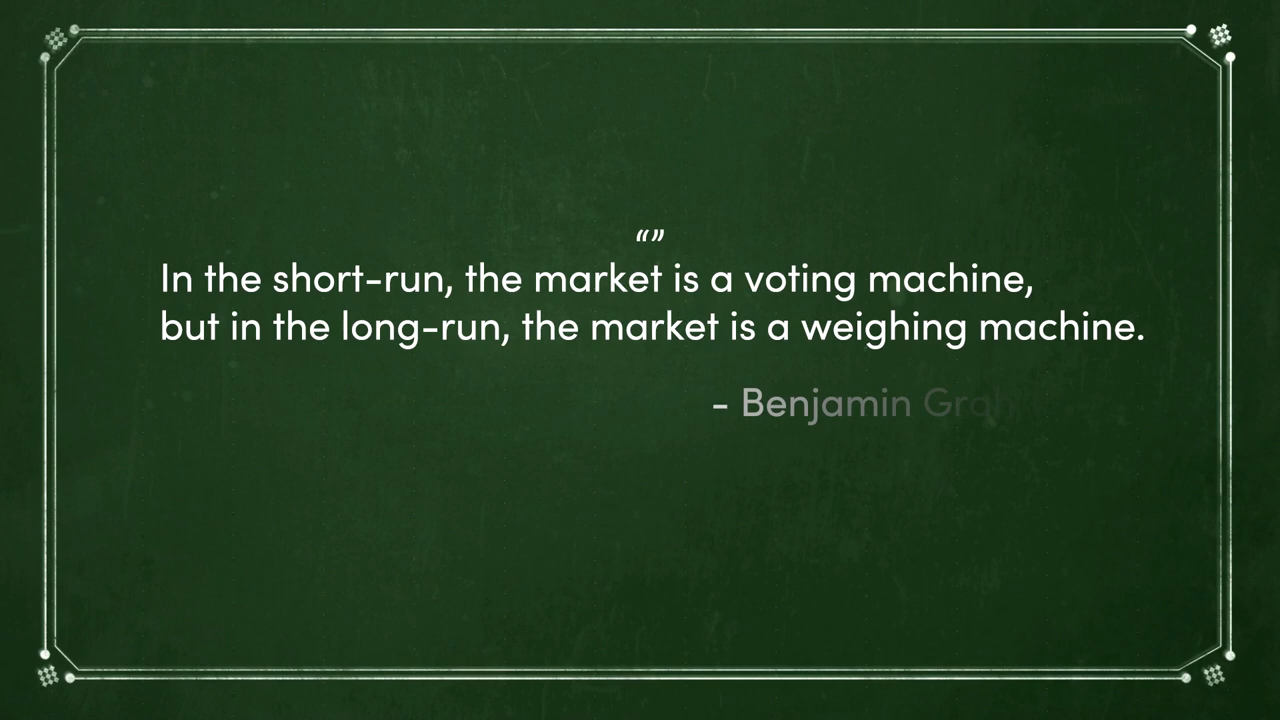 “”
In the short-run, the market is a voting machine,
but in the long-run, the market is a weighing machine.
- Benjamin